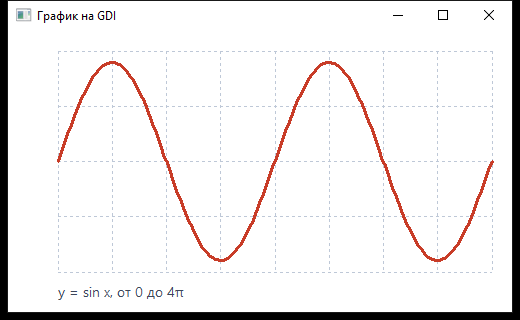 График на GDI
y = sin x, от 0 до 4π